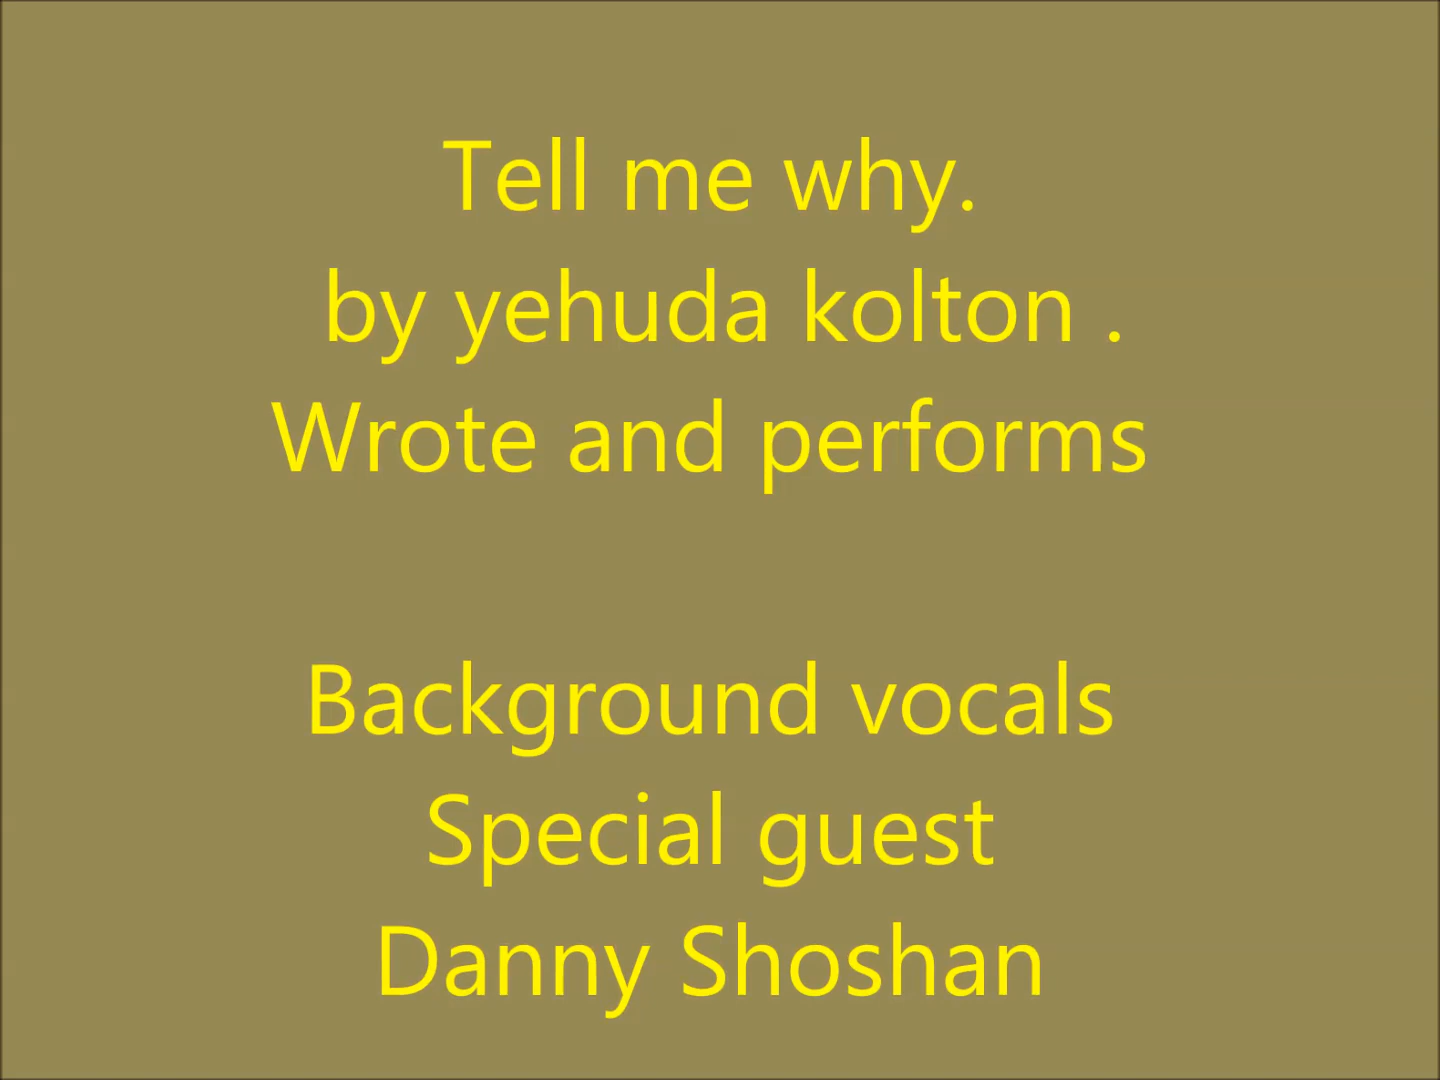 Tell me why.
by yehuda kolton .
Wrote and performs
Background vocals
Special guest
Danny Shoshan